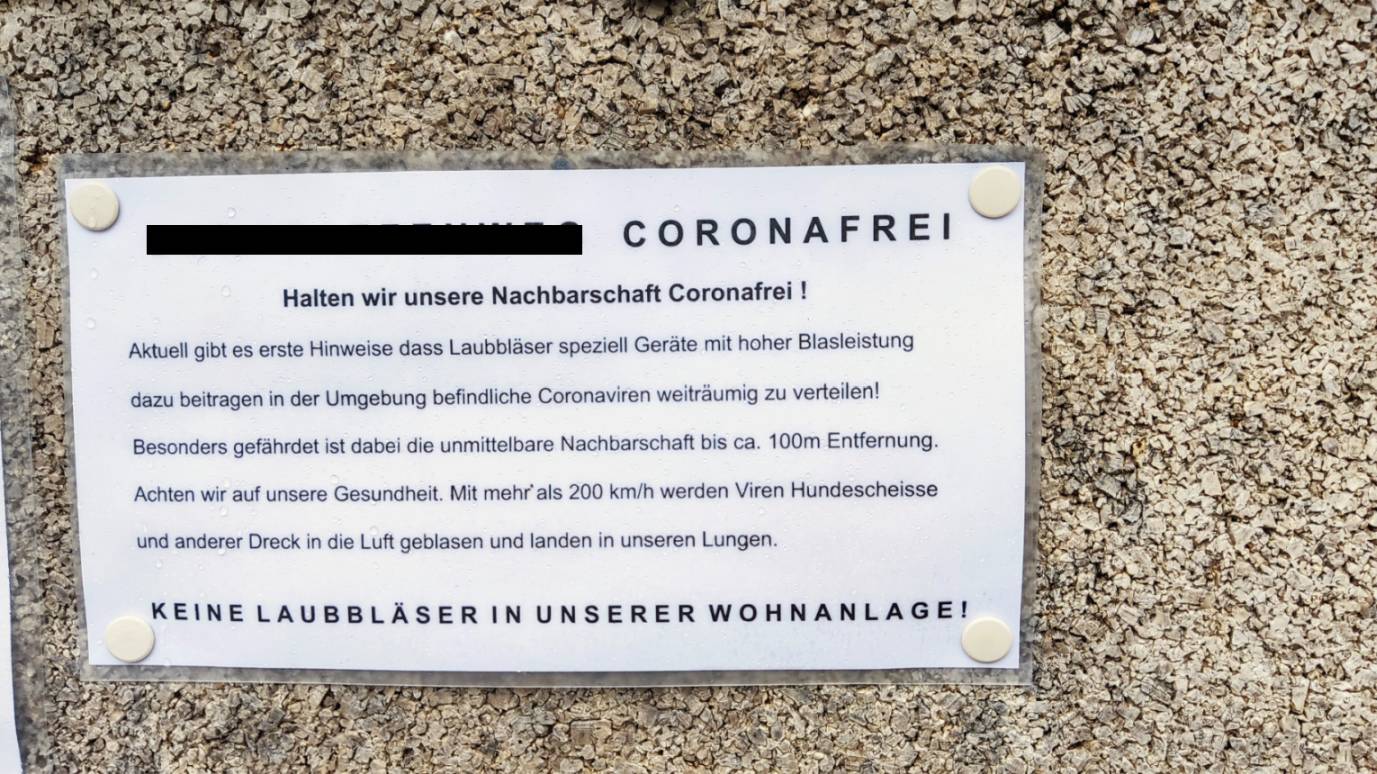 CORONAFREI
Halten wir unsere Nachbarschaft Coronafrei !
Aktuell gibt es erste Hinweise dass Laubbläser speziell Geräte mit hoher Blasleistung
dazu beitragen in der Umgebung befindliche Coronaviren weiträumig zu verteilen!
Besonders gefährdet ist dabei die unmittelbare Nachbarschaft bis ca. 100m Entfernung.
Achten wir auf unsere Gesundheit. Mit mehr als 200 km/h werden Viren Hundescheisse
und anderer Dreck in die Luft geblasen und landen in unseren Lungen.
KEINE LAUBBLÄSER IN UNSERER WOHNANLAGE!